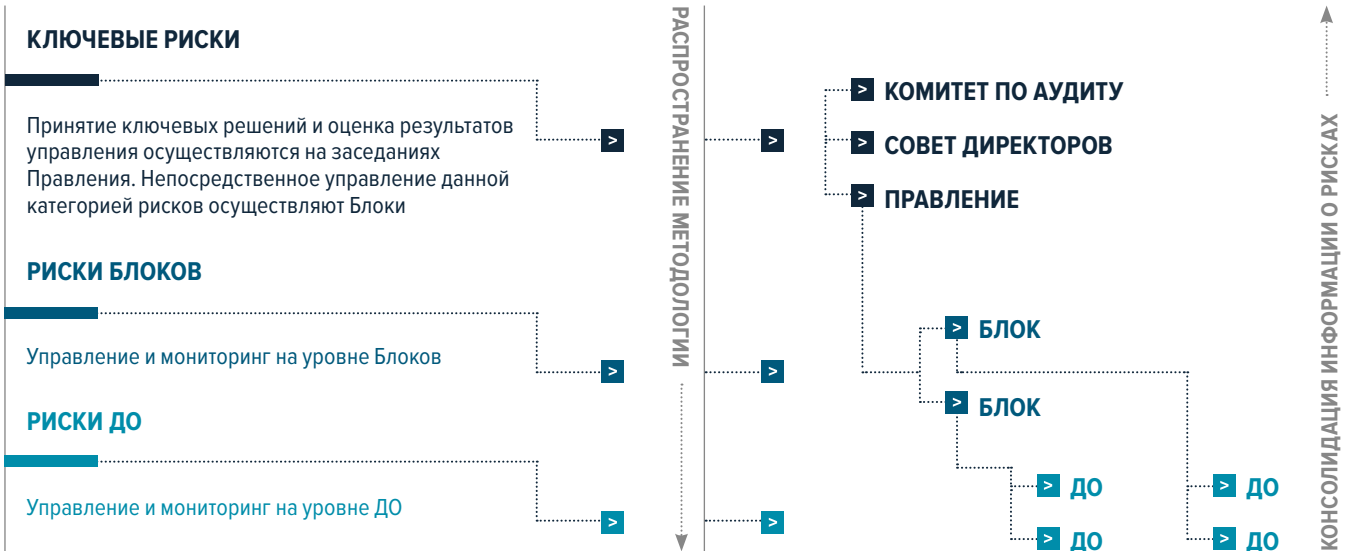 КЛЮЧЕВЫЕ РИСКИ
Принятие ключевых решений и оценка результатов
управления осуществляются на заседаниях
Правления. Непосредственное управление данной
категорией рисков осуществляют Блоки
РИСКИ БЛОКОВ
Управление и мониторинг на уровне Блоков
РИСКИ ДО
Управление и мониторинг на уровне ДО
РАСПРОСТРАНЕНИЕ МЕТОДОЛОГИИ
КОМИТЕТ ПО АУДИТУ
СОВЕТ ДИРЕКТОРОВ
ПРАВЛЕНИЕ
БЛОК
БЛОК
ДО
ДО
ДО
ДО
КОНСОЛИДАЦИЯ ИНФОРМАЦИИ О РИСКАХ